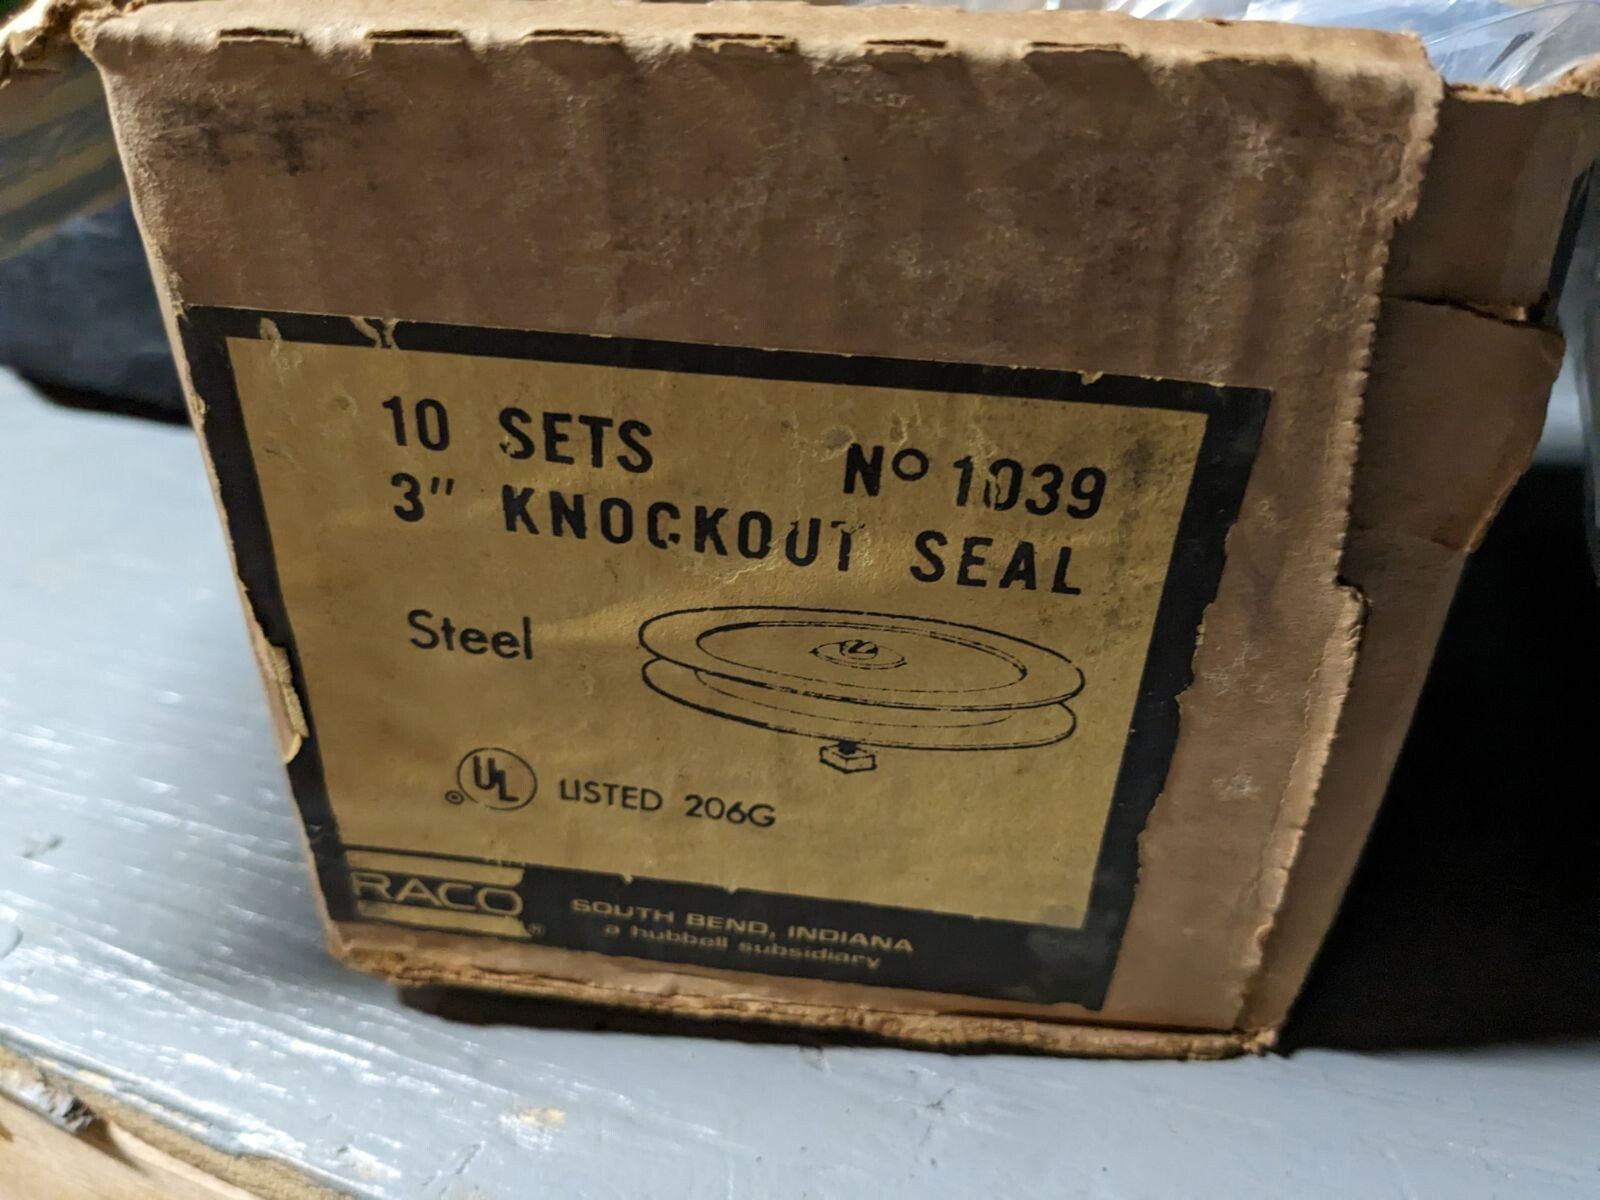 10 SETS Nº 1039
3" KNOCKOUT SEAL
Steel
UL® LISTED 206G
RACO®
SOUTH BEND, INDIANA
a hubbell subsidiary